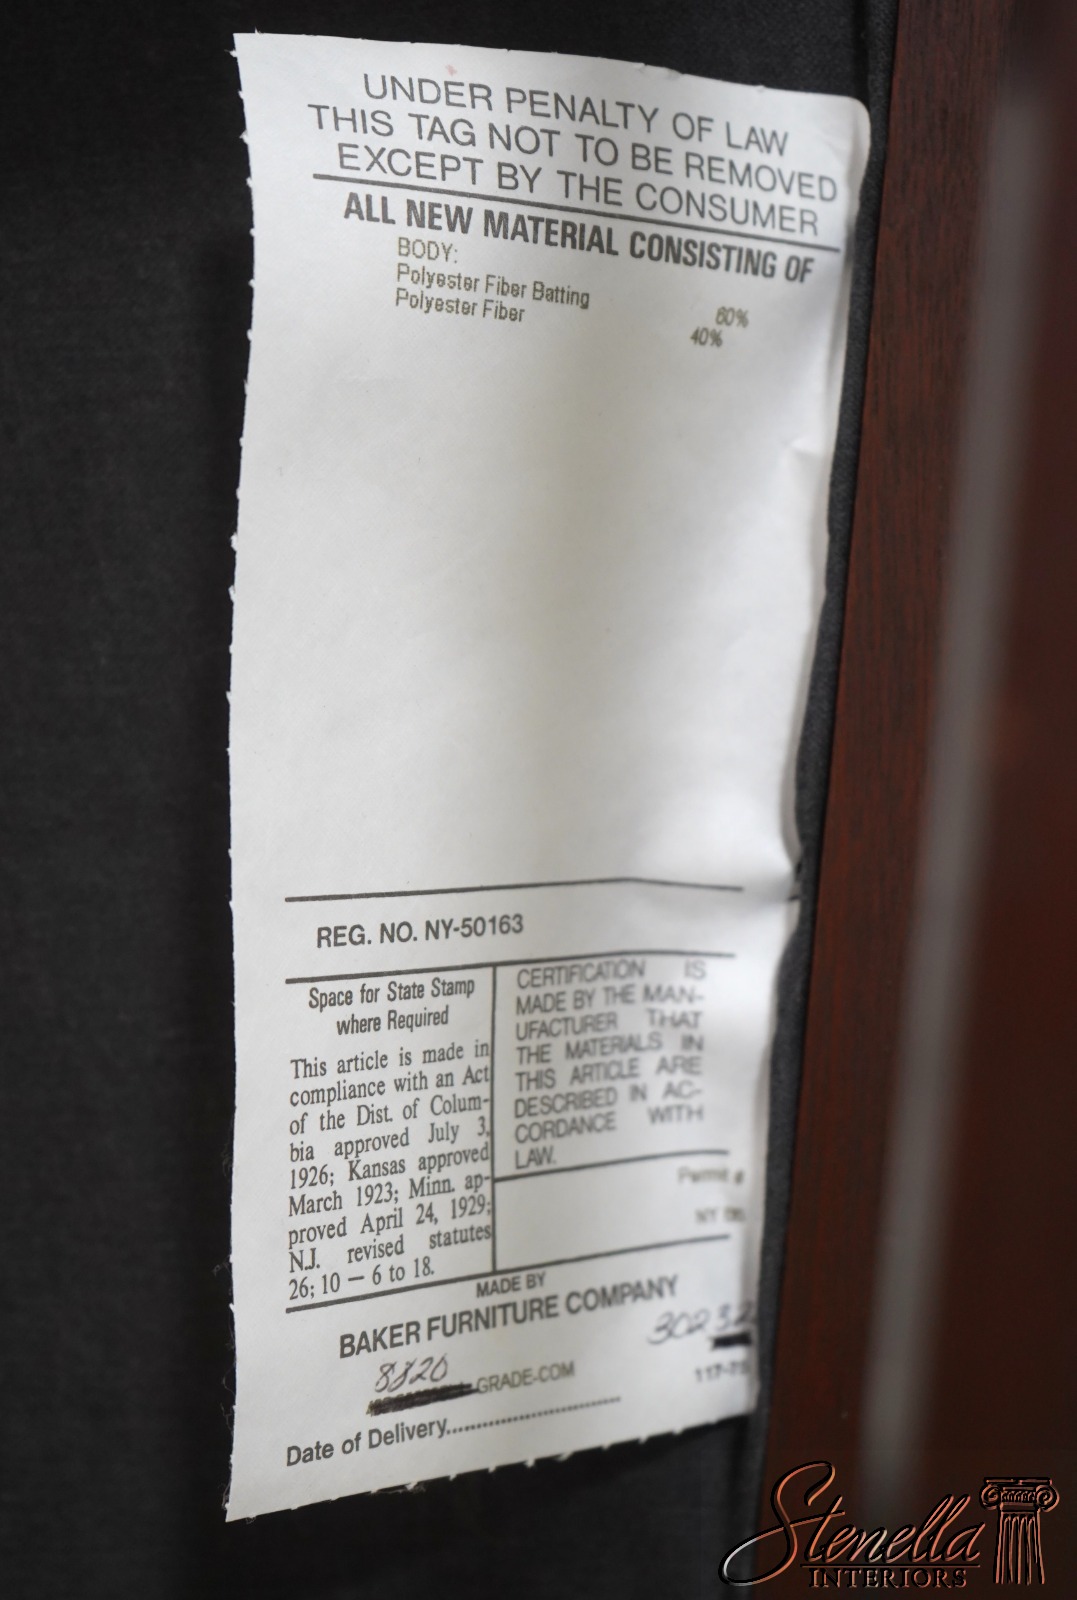 UNDER PENALTY OF LAW
THIS TAG NOT TO BE REMOVED
EXCEPT BY THE CONSUMER
ALL NEW MATERIAL CONSISTING OF
BODY:
Polyester Fiber Batting 60%
Polyester Fiber 40%
REG. NO. NY-50163
Space for State Stamp
where Required
This article is made in
compliance with an Act
of the Dist. of Colum-
bia approved July 3,
1926; Kansas approved
March 1923; Minn. ap-
proved April 24, 1929;
N.J. revised statutes
26; 10 — 6 to 18.
CERTIFICATION IS
MADE BY THE MAN-
UFACTURER THAT
THE MATERIALS IN
THIS ARTICLE ARE
DESCRIBED IN AC-
CORDANCE WITH
LAW.
Permit #
NY
MADE BY
BAKER FURNITURE COMPANY
30232
8820
GRADE-COM
Date of Delivery..............................
Stenella
INTERIORS